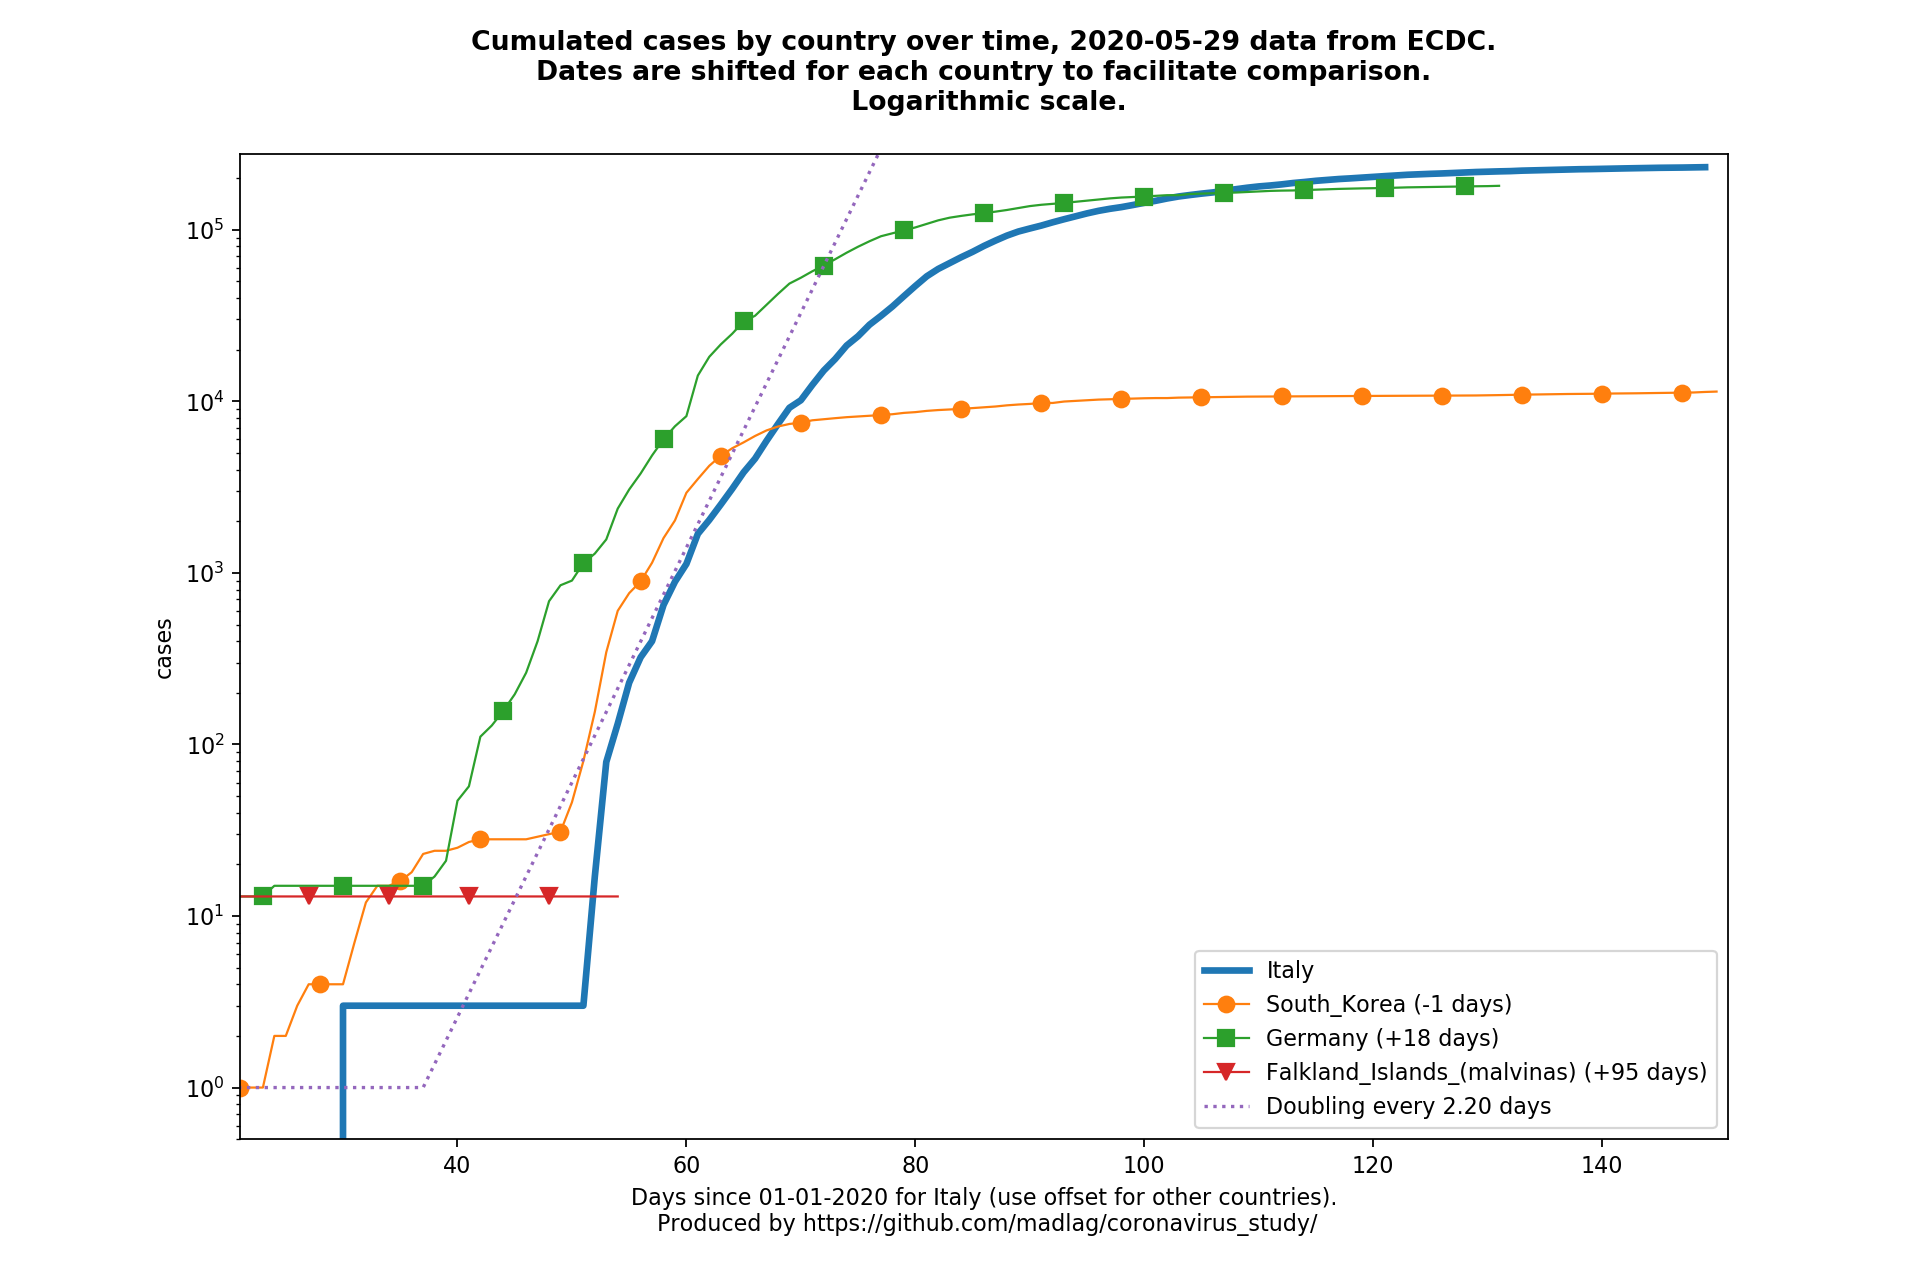 Cumulated cases by country over time, 2020-05-29 data from ECDC.
Dates are shifted for each country to facilitate comparison.
Logarithmic scale.
cases
10^5
10^4
10^3
10^2
10^1
10^0
40 60 80 100 120 140
Italy
South_Korea (-1 days)
Germany (+18 days)
Falkland_Islands_(malvinas) (+95 days)
Doubling every 2.20 days
Days since 01-01-2020 for Italy (use offset for other countries).
Produced by https://github.com/madlag/coronavirus_study/